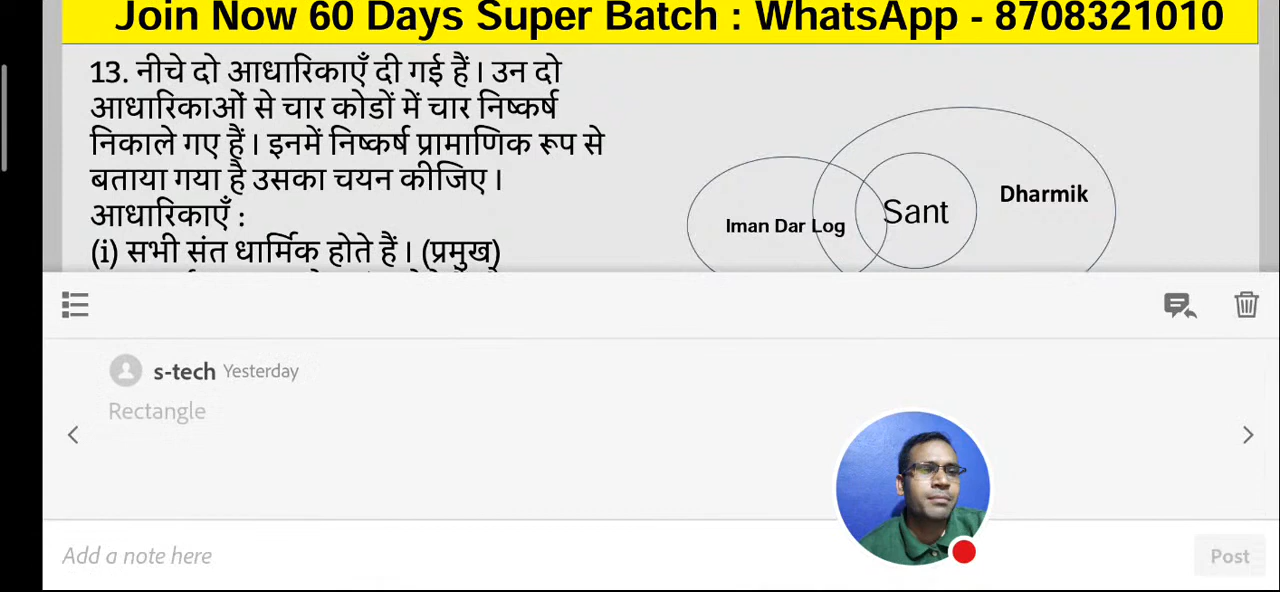 Join Now 60 Days Super Batch : WhatsApp - 8708321010
13. नीचे दो आधारिकाएँ दी गई हैं । उन दो
आधारिकाओं से चार कोडों में चार निष्कर्ष
निकाले गए हैं । इनमें निष्कर्ष प्रामाणिक रूप से
बताया गया है उसका चयन कीजिए ।
आधारिकाएँ :
(i) सभी संत धार्मिक होते हैं । (प्रमुख)
Iman Dar Log
Sant
Dharmik
s-tech Yesterday
Rectangle
Add a note here
Post